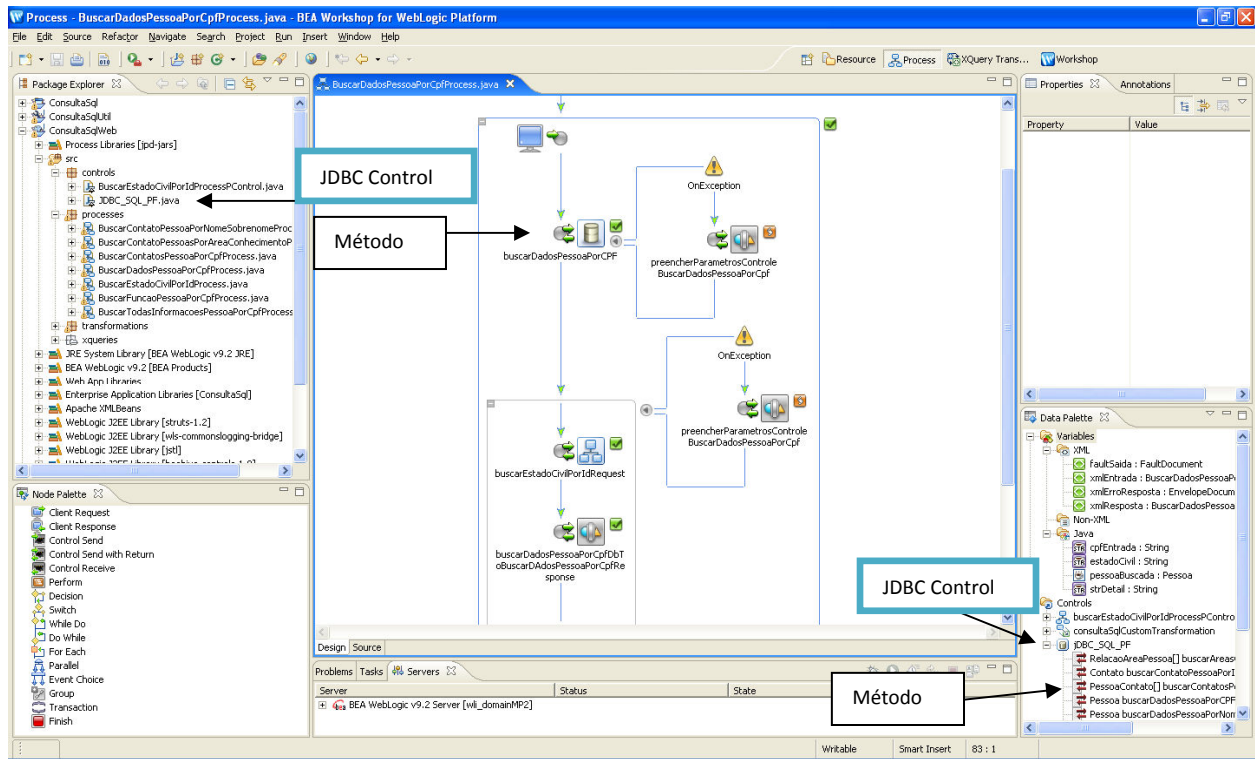 Process - BuscarDadosPessoaPorCpfProcess.java - BEA Workshop for WebLogic Platform
File Edit Source Refactor Navigate Search Project Run Insert Window Help
Resource Process XQuery Trans... Workshop
Package Explorer
ConsultaSql
ConsultaSqlUtil
ConsultaSqlWeb
Process Libraries [jpd-jars]
src
controls
BuscarEstadoCivilPorIdProcessPControl.java
JDBC_SQL_PF.java
processes
BuscarContatoPessoaPorNomeSobrenomeProc
BuscarContatoPessoasPorAreaConhecimentoP
BuscarContatosPessoaPorCpfProcess.java
BuscarDadosPessoaPorCpfProcess.java
BuscarEstadoCivilPorIdProcess.java
BuscarFuncaoPessoaPorCpfProcess.java
BuscarTodasInformacoesPessoaPorCpfProcess
transformations
xqueries
JRE System Library [BEA WebLogic v9.2 JRE]
BEA WebLogic v9.2 [BEA Products]
Web App Libraries
Enterprise Application Libraries [ConsultaSql]
Apache XMLBeans
WebLogic J2EE Library [struts-1.2]
WebLogic J2EE Library [wls-commonslogging-bridge]
WebLogic J2EE Library [jstl]
WebLogic J2EE Library [beehive-controls-1.0]
Node Palette
Client Request
Client Response
Control Send
Control Send with Return
Control Receive
Perform
Decision
Switch
While Do
Do While
For Each
Parallel
Event Choice
Group
Transaction
Finish
BuscarDadosPessoaPorCpfProcess.java
JDBC Control
Método
buscarDadosPessoaPorCPF
OnException
preencherParametrosControle
BuscarDadosPessoaPorCpf
OnException
preencherParametrosControle
BuscarDadosPessoaPorCpf
buscarEstadoCivilPorIdRequest
buscarDadosPessoaPorCpfDbT
oBuscarDAdosPessoaPorCpfRe
sponse
Design Source
Problems Tasks Servers
Server Status State
BEA WebLogic v9.2 Server [wli_domainMP2]
Properties Annotations
Property Value
Data Palette
Variables
XML
faultSaida : FaultDocument
xmlEntrada : BuscarDadosPessoaP
xmlErroResposta : EnvelopeDocum
xmlResposta : BuscarDadosPessoa
Non-XML
Java
cpfEntrada : String
estadoCivil : String
pessoaBuscada : Pessoa
strDetail : String
Controls
buscarEstadoCivilPorIdProcessPContro
consultaSqlCustomTransformation
jDBC_SQL_PF
RelacaoAreaPessoa[] buscarAreas
Contato buscarContatoPessoaPorI
PessoaContato[] buscarContatosP
Pessoa buscarDadosPessoaPorCPF
Pessoa buscarDadosPessoaPorNom
JDBC Control
Método
Writable Smart Insert 83 : 1